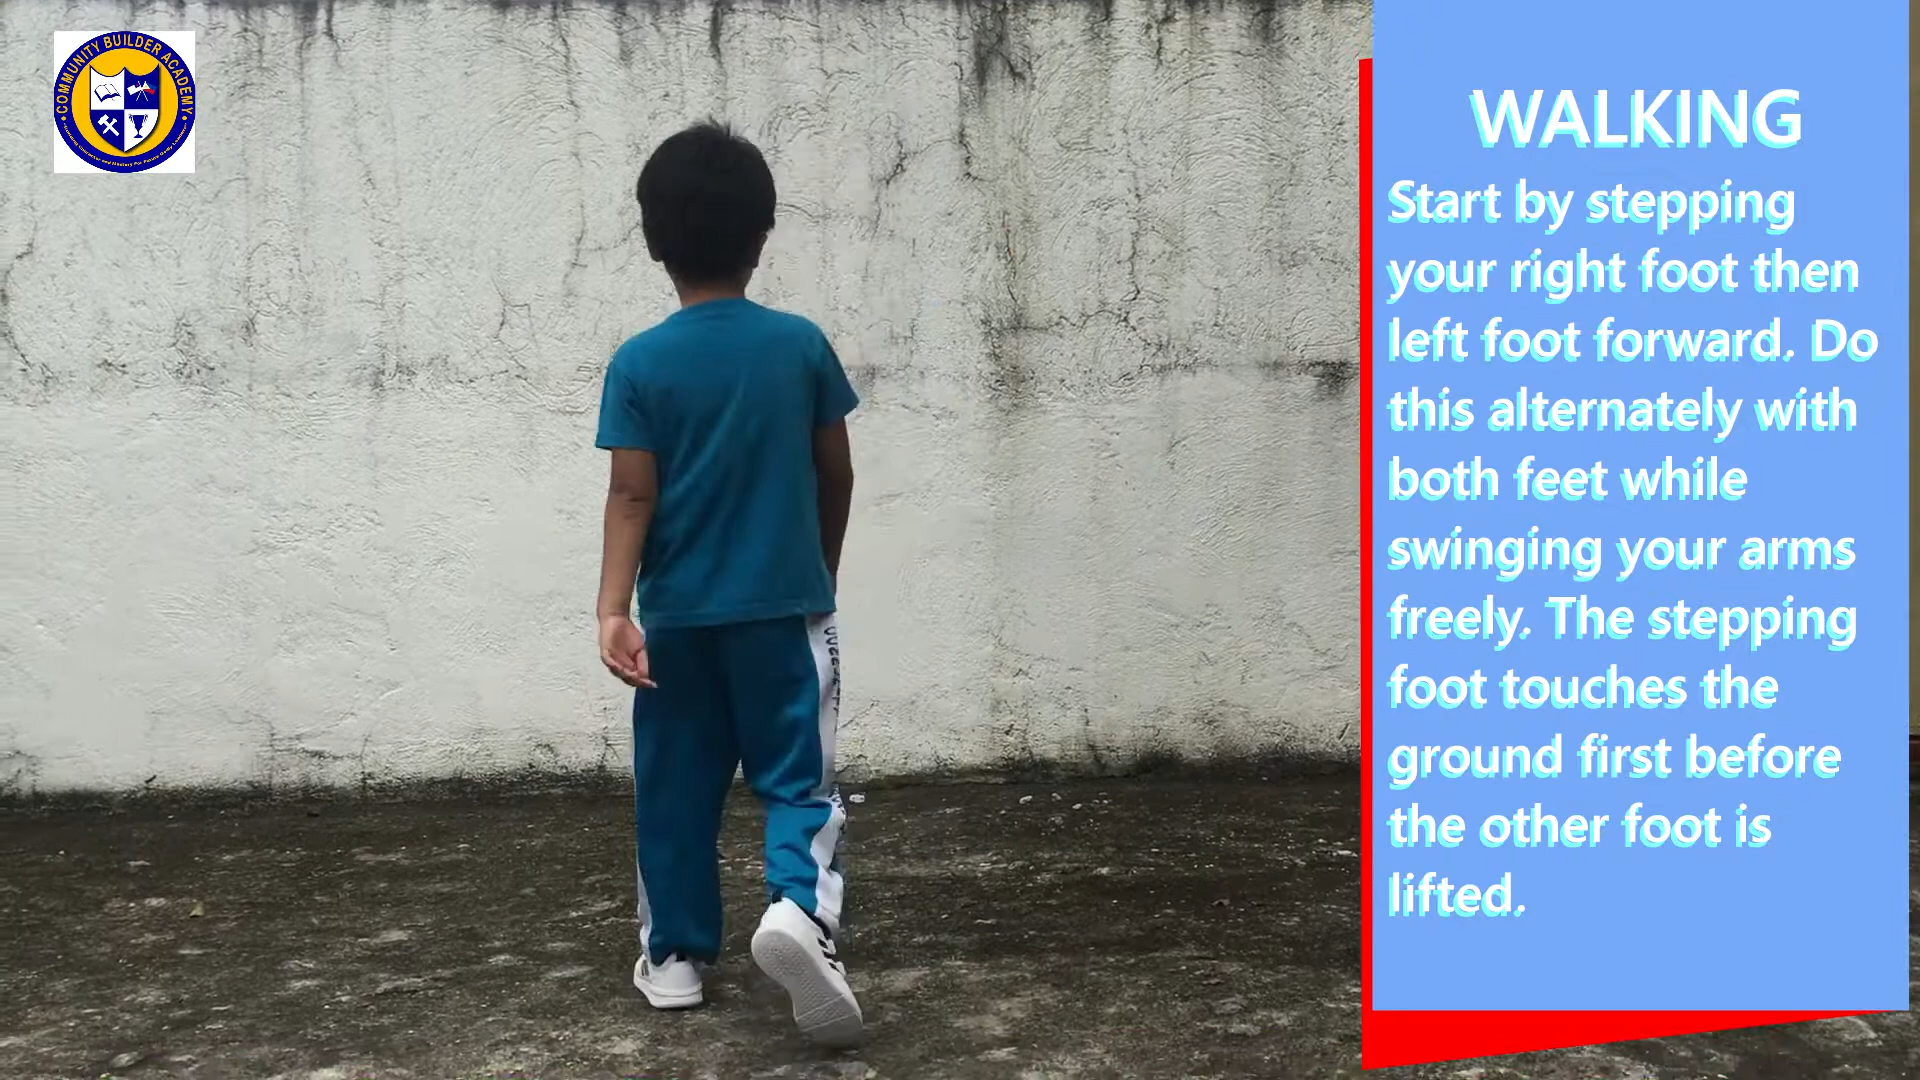 COMMUNITY BUILDER ACADEMY
WALKING
Start by stepping
your right foot then
left foot forward. Do
this alternately with
both feet while
swinging your arms
freely. The stepping
foot touches the
ground first before
the other foot is
lifted.